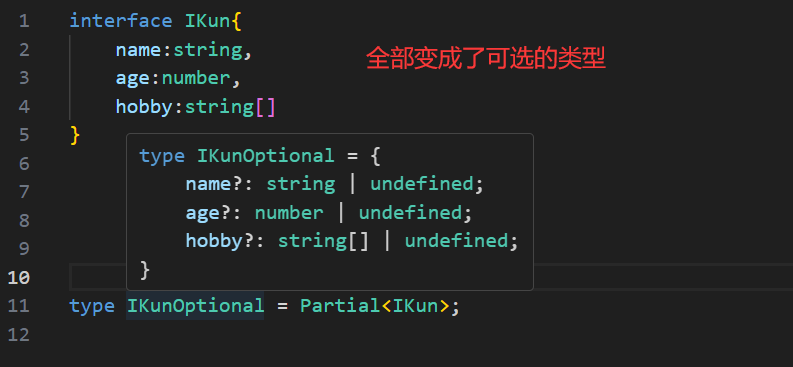 1 interface IKun{
2 name:string,
全部变成了可选的类型
3 age:number,
4 hobby:string[]
5 }
6 type IKunOptional = {
7 name?: string | undefined;
8 age?: number | undefined;
9 hobby?: string[] | undefined;
10 }
11 type IKunOptional = Partial<IKun>;
12